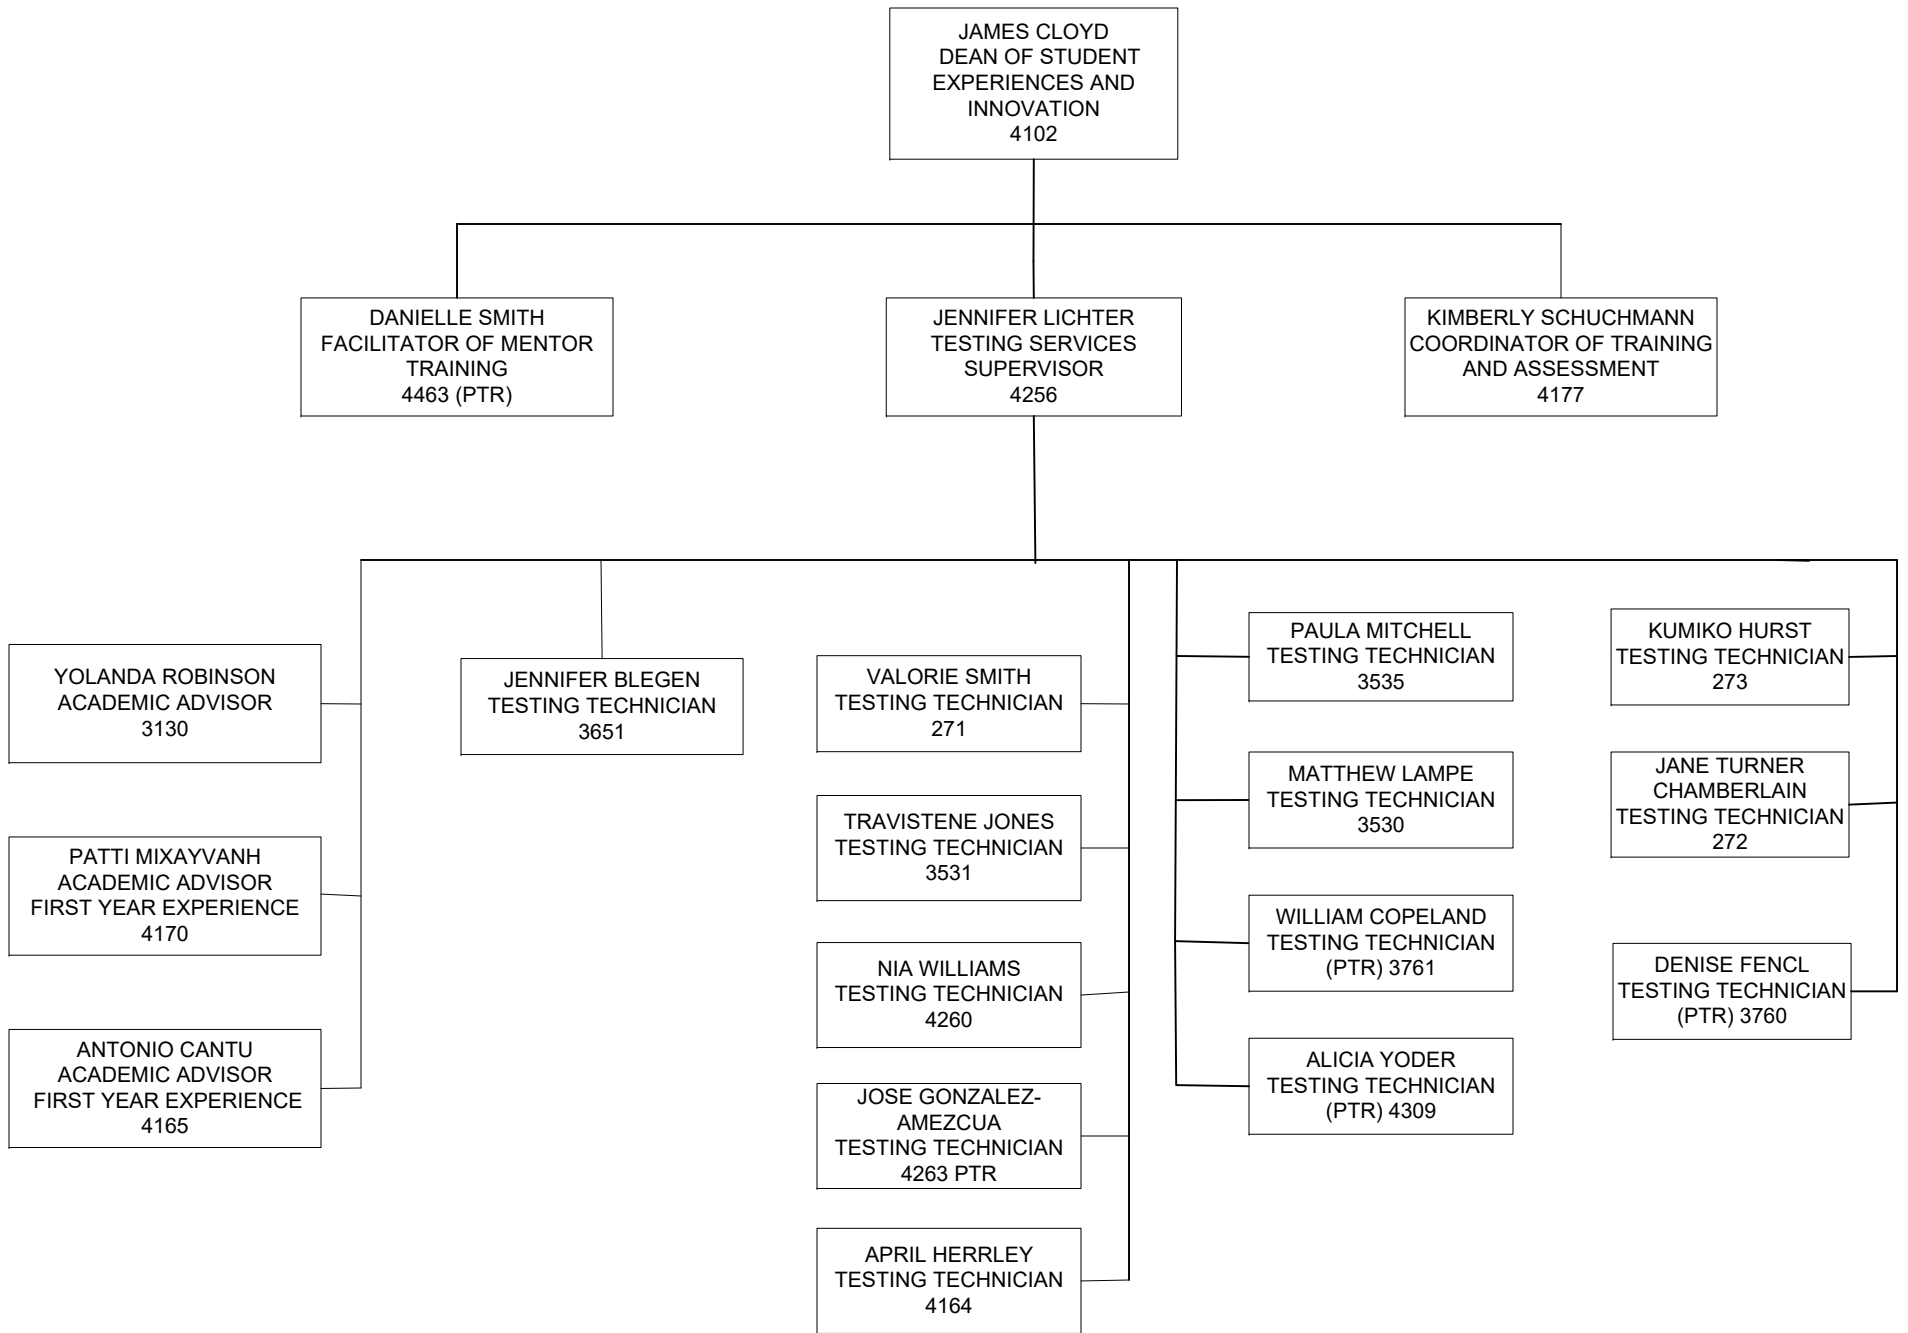 JAMES CLOYD
DEAN OF STUDENT
EXPERIENCES AND
INNOVATION
4102
DANIELLE SMITH
FACILITATOR OF MENTOR
TRAINING
4463 (PTR)
JENNIFER LICHTER
TESTING SERVICES
SUPERVISOR
4256
KIMBERLY SCHUCHMANN
COORDINATOR OF TRAINING
AND ASSESSMENT
4177
YOLANDA ROBINSON
ACADEMIC ADVISOR
3130
PATTI MIXAYVANH
ACADEMIC ADVISOR
FIRST YEAR EXPERIENCE
4170
ANTONIO CANTU
ACADEMIC ADVISOR
FIRST YEAR EXPERIENCE
4165
JENNIFER BLEGEN
TESTING TECHNICIAN
3651
VALORIE SMITH
TESTING TECHNICIAN
271
TRAVISTENE JONES
TESTING TECHNICIAN
3531
NIA WILLIAMS
TESTING TECHNICIAN
4260
JOSE GONZALEZ-
AMEZCUA
TESTING TECHNICIAN
4263 PTR
APRIL HERRLEY
TESTING TECHNICIAN
4164
PAULA MITCHELL
TESTING TECHNICIAN
3535
MATTHEW LAMPE
TESTING TECHNICIAN
3530
WILLIAM COPELAND
TESTING TECHNICIAN
(PTR) 3761
ALICIA YODER
TESTING TECHNICIAN
(PTR) 4309
KUMIKO HURST
TESTING TECHNICIAN
273
JANE TURNER
CHAMBERLAIN
TESTING TECHNICIAN
272
DENISE FENCL
TESTING TECHNICIAN
(PTR) 3760